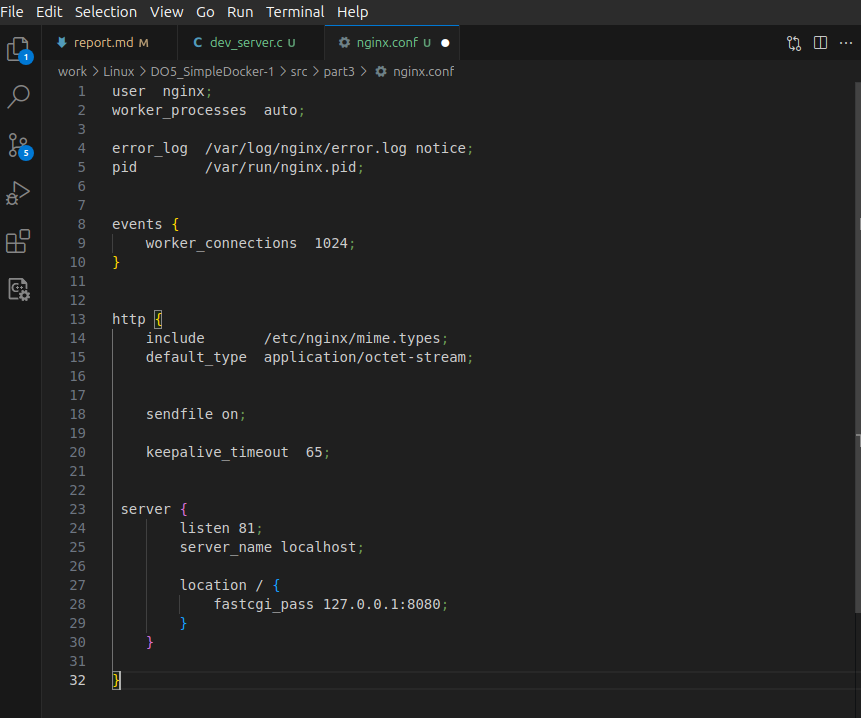 File Edit Selection View Go Run Terminal Help
report.md M dev_server.c U nginx.conf U
work > Linux > DO5_SimpleDocker-1 > src > part3 > nginx.conf
1 user  nginx;
2 worker_processes  auto;
3
4 error_log  /var/log/nginx/error.log notice;
5 pid        /var/run/nginx.pid;
6
7
8 events {
9     worker_connections  1024;
10 }
11
12
13 http {
14     include       /etc/nginx/mime.types;
15     default_type  application/octet-stream;
16
17
18     sendfile on;
19
20     keepalive_timeout  65;
21
22
23  server {
24         listen 81;
25         server_name localhost;
26
27         location / {
28             fastcgi_pass 127.0.0.1:8080;
29         }
30     }
31
32 }
1
5